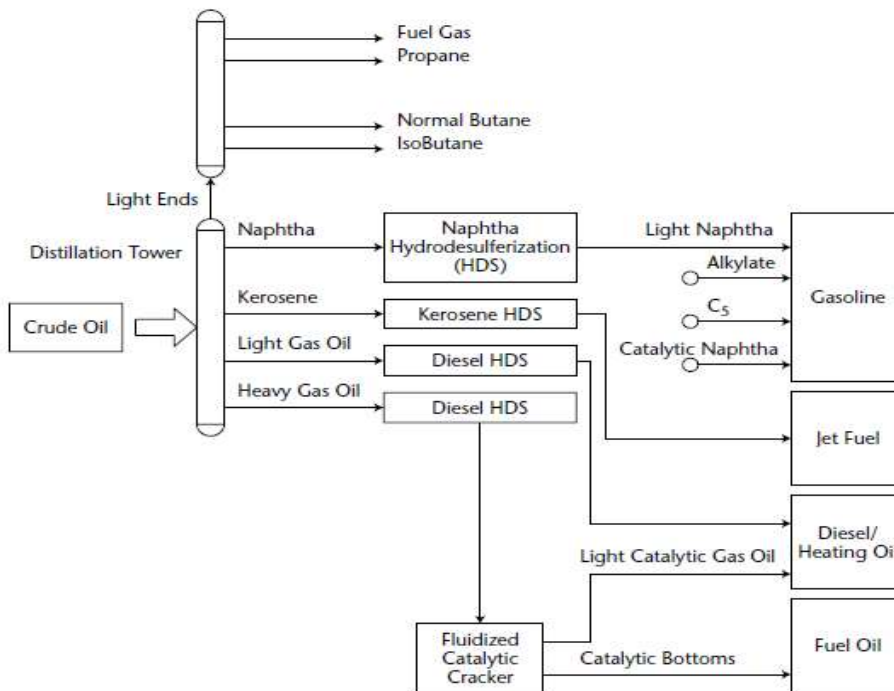 Fuel Gas
Propane
Normal Butane
IsoButane
Light Ends
Distillation Tower
Crude Oil
Naphtha
Naphtha
Hydrodesulferization
(HDS)
Light Naphtha
Alkylate
C₅
Catalytic Naphtha
Gasoline
Kerosene
Kerosene HDS
Light Gas Oil
Diesel HDS
Heavy Gas Oil
Diesel HDS
Jet Fuel
Diesel/
Heating Oil
Light Catalytic Gas Oil
Fluidized
Catalytic
Cracker
Catalytic Bottoms
Fuel Oil